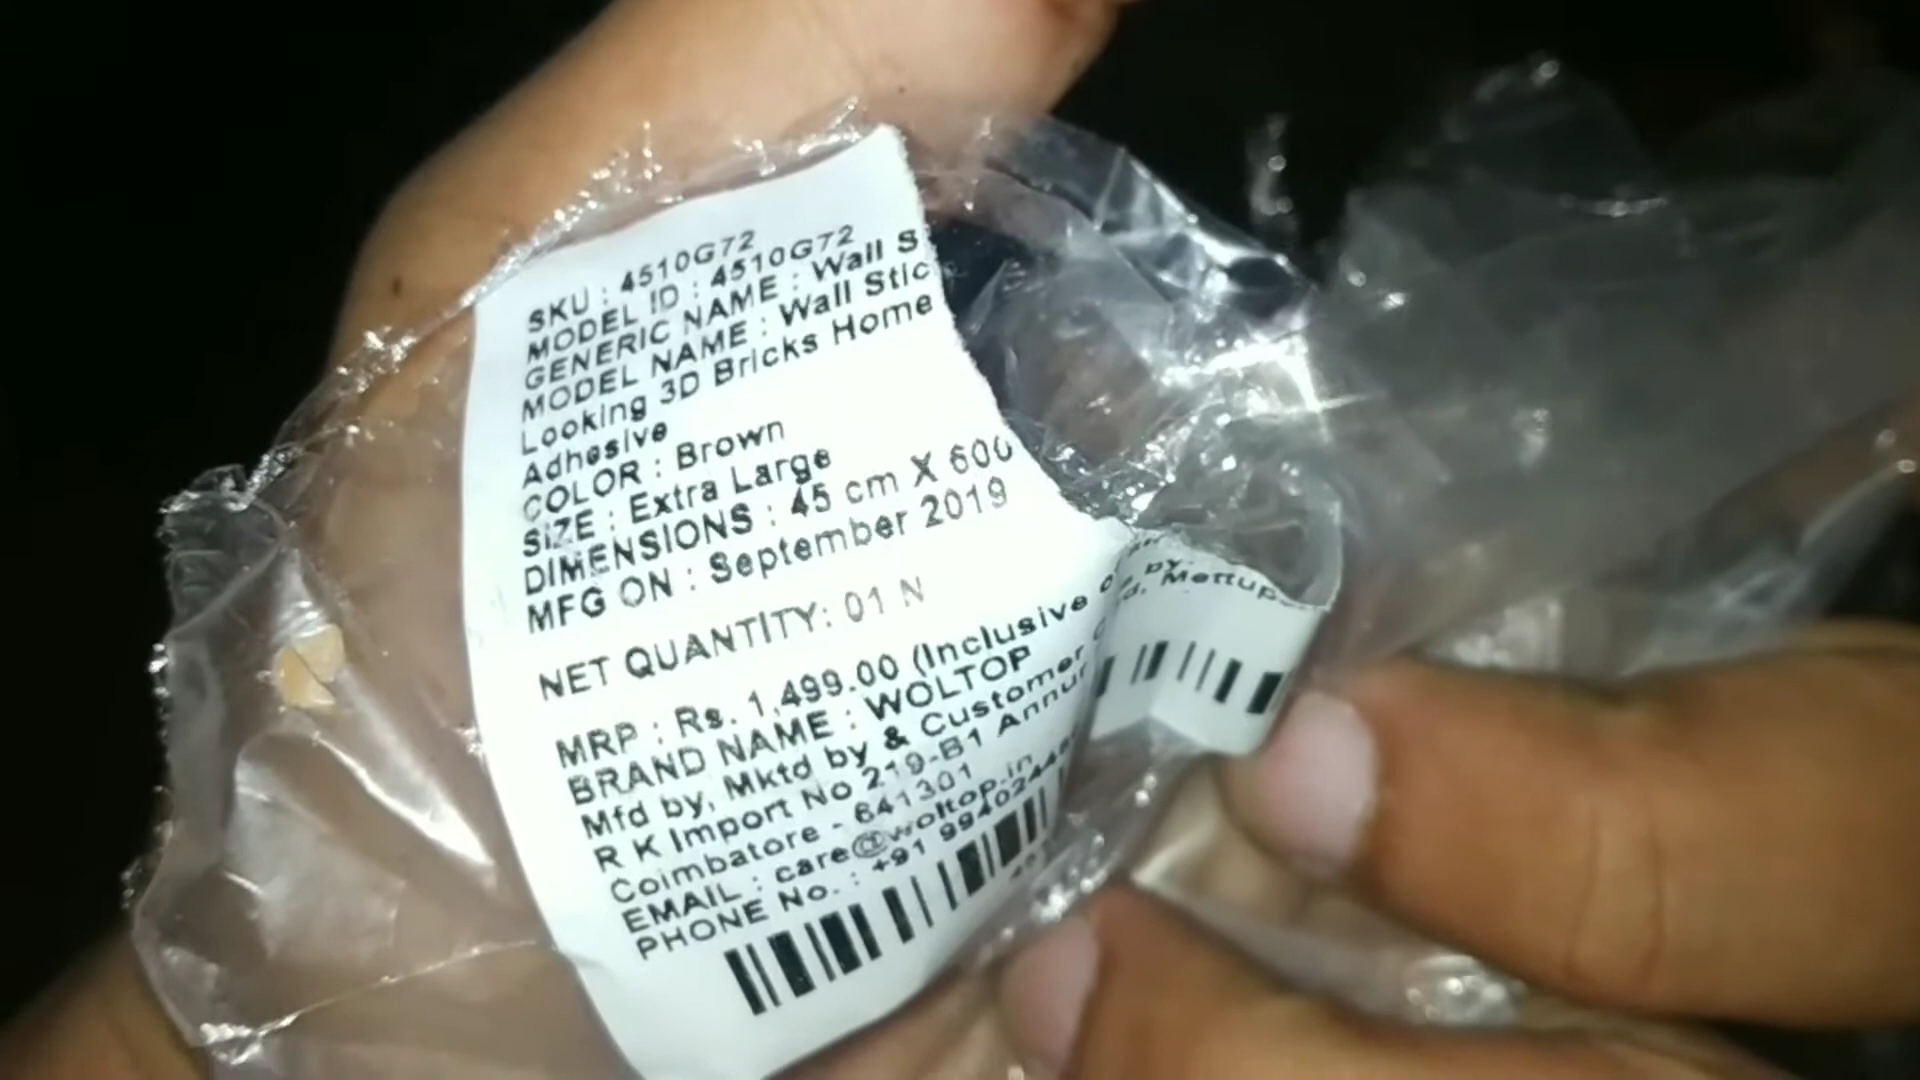 SKU : 4510G72
MODEL ID : 4510G72
GENERIC NAME : Wall S
MODEL NAME : Wall Stic
Looking 3D Bricks Home
Adhesive
COLOR : Brown
SIZE : Extra Large
DIMENSIONS : 45 cm X 600
MFG ON : September 2019
NET QUANTITY: 01 N
MRP : Rs. 1,499.00 (Inclusive o
BRAND NAME : WOLTOP
Mfd by, Mktd by & Customer
R K Import No 219-B1 Annur
Coimbatore - 641301
EMAIL : care@woltop.in
PHONE No. : +91 9940244
by.
d, Mettup